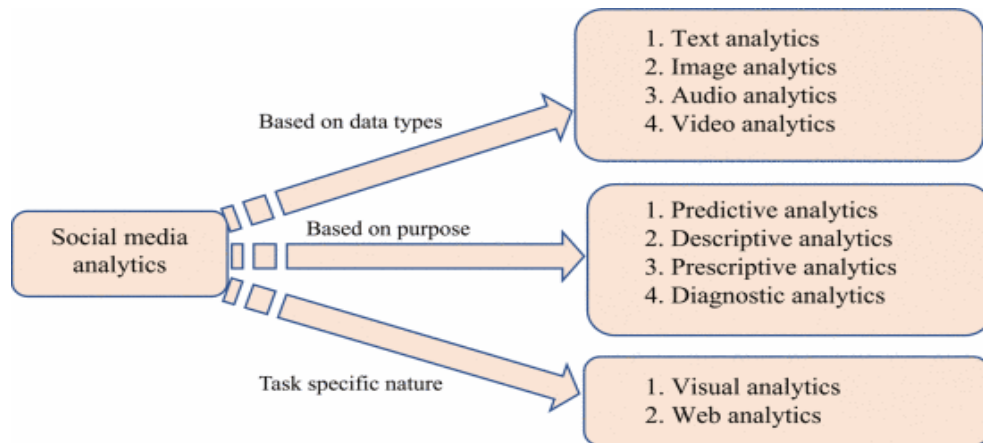 1. Text analytics
2. Image analytics
3. Audio analytics
4. Video analytics
Based on data types
Social media
analytics
Based on purpose
1. Predictive analytics
2. Descriptive analytics
3. Prescriptive analytics
4. Diagnostic analytics
Task specific nature
1. Visual analytics
2. Web analytics